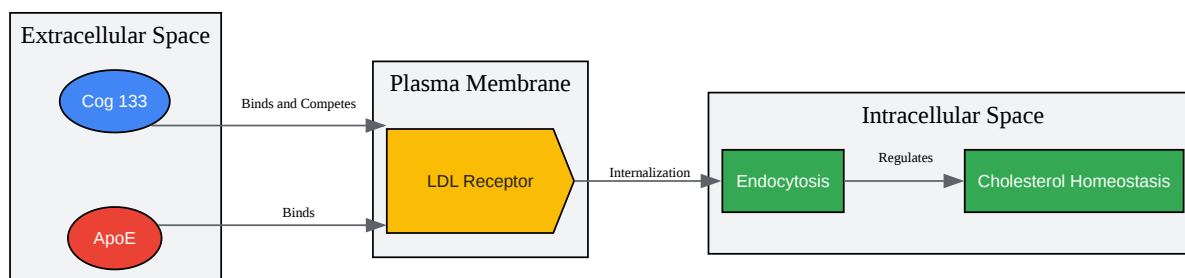 Extracellular Space
Cog 133
ApoE
Binds and Competes
Binds
Plasma Membrane
LDL Receptor
Internalization
Intracellular Space
Endocytosis
Regulates
Cholesterol Homeostasis